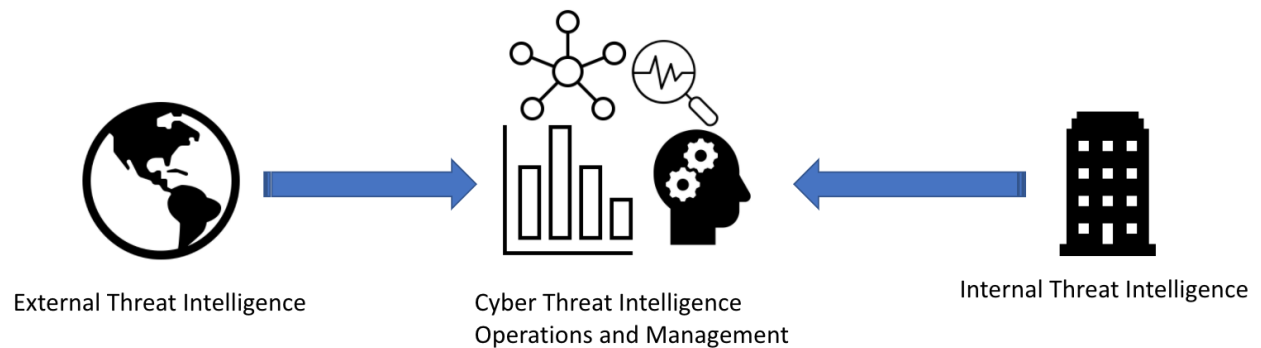 External Threat Intelligence
Cyber Threat Intelligence
Operations and Management
Internal Threat Intelligence